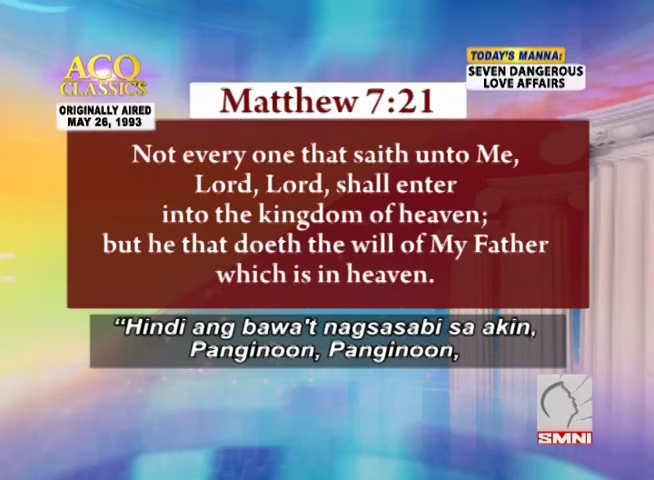 ACQ
CLASSICS
ORIGINALLY AIRED
MAY 26, 1993
TODAY'S MANNA:
SEVEN DANGEROUS
LOVE AFFAIRS
Matthew 7:21
Not every one that saith unto Me,
Lord, Lord, shall enter
into the kingdom of heaven;
but he that doeth the will of My Father
which is in heaven.
“Hindi ang bawa't nagsasabi sa akin,
Panginoon, Panginoon,
SMNI